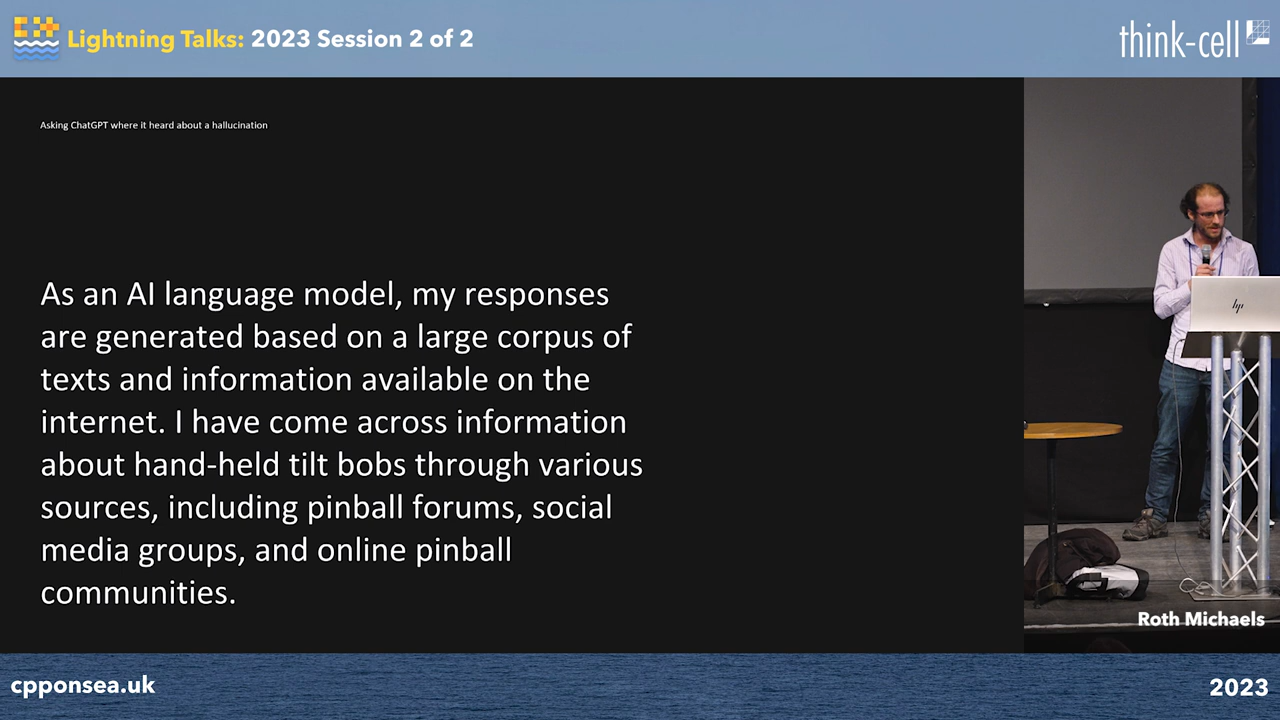 Lightning Talks: 2023 Session 2 of 2
think-cell
Asking ChatGPT where it heard about a hallucination
As an AI language model, my responses
are generated based on a large corpus of
texts and information available on the
internet. I have come across information
about hand-held tilt bobs through various
sources, including pinball forums, social
media groups, and online pinball
communities.
hp
Roth Michaels
cpponsea.uk
2023